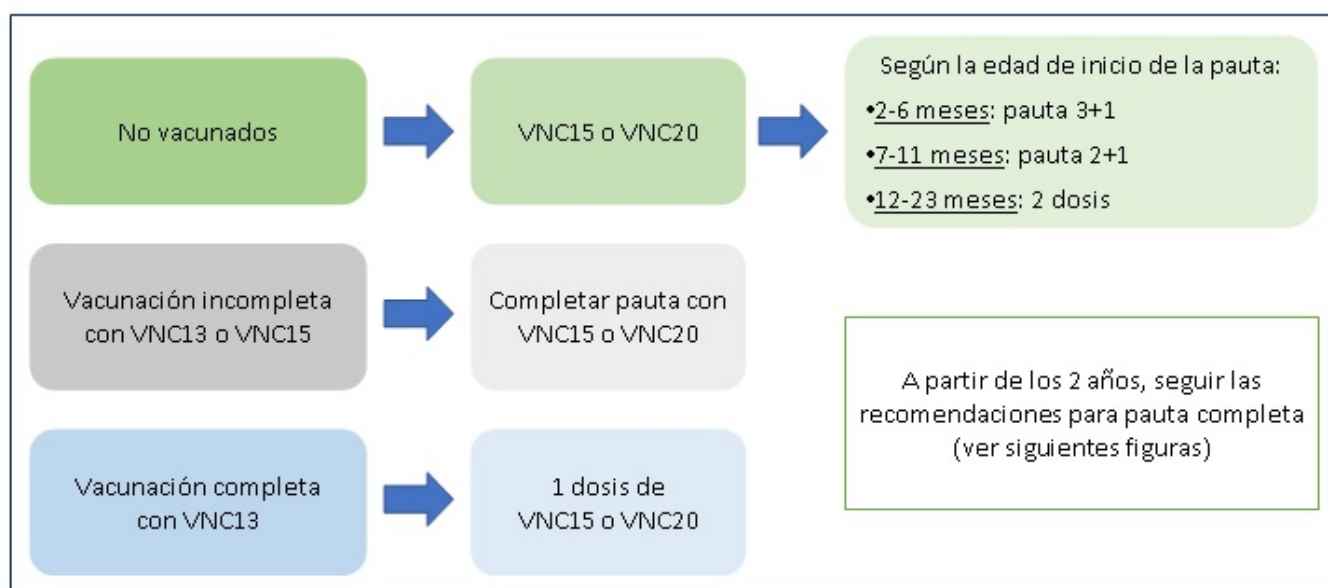 No vacunados
VNC15 o VNC20
Según la edad de inicio de la pauta:
•2-6 meses: pauta 3+1
•7-11 meses: pauta 2+1
•12-23 meses: 2 dosis
Vacunación incompleta
con VNC13 o VNC15
Completar pauta con
VNC15 o VNC20
A partir de los 2 años, seguir las
recomendaciones para pauta completa
(ver siguientes figuras)
Vacunación completa
con VNC13
1 dosis de
VNC15 o VNC20